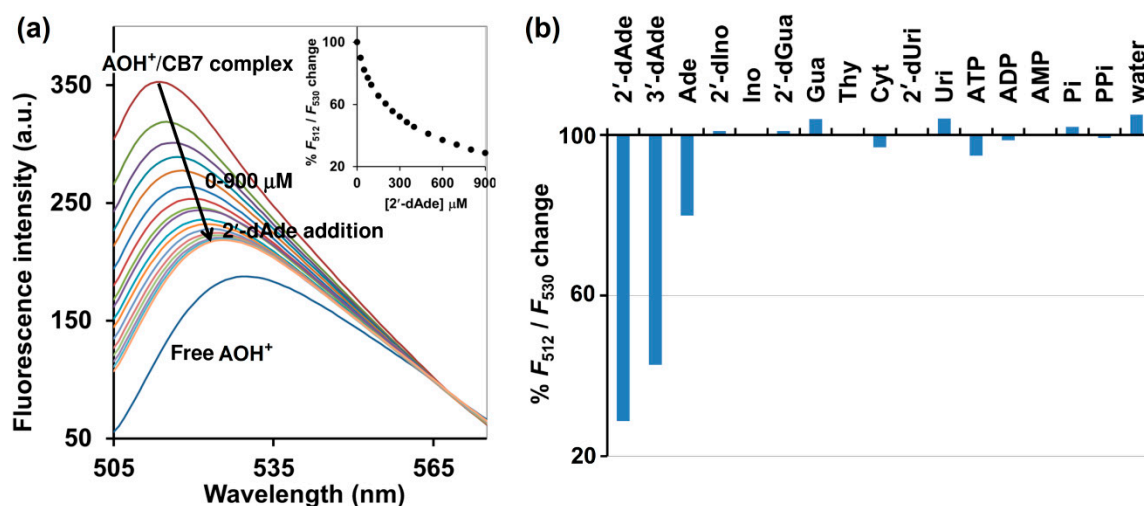 (a)
Fluorescence intensity (a.u.)
350
250
150
50
AOH⁺/CB7 complex
0-900 μM
2′-dAde addition
Free AOH⁺
505
535
565
Wavelength (nm)
% F₅₁₂ / F₅₃₀ change
100
60
20
0
300
600
900
[2′-dAde] μM
(b)
2′-dAde
3′-dAde
Ade
2′-dIno
Ino
2′-dGua
Gua
Thy
Cyt
2′-dUri
Uri
ATP
ADP
AMP
Pi
PPi
water
% F₅₁₂ / F₅₃₀ change
100
60
20